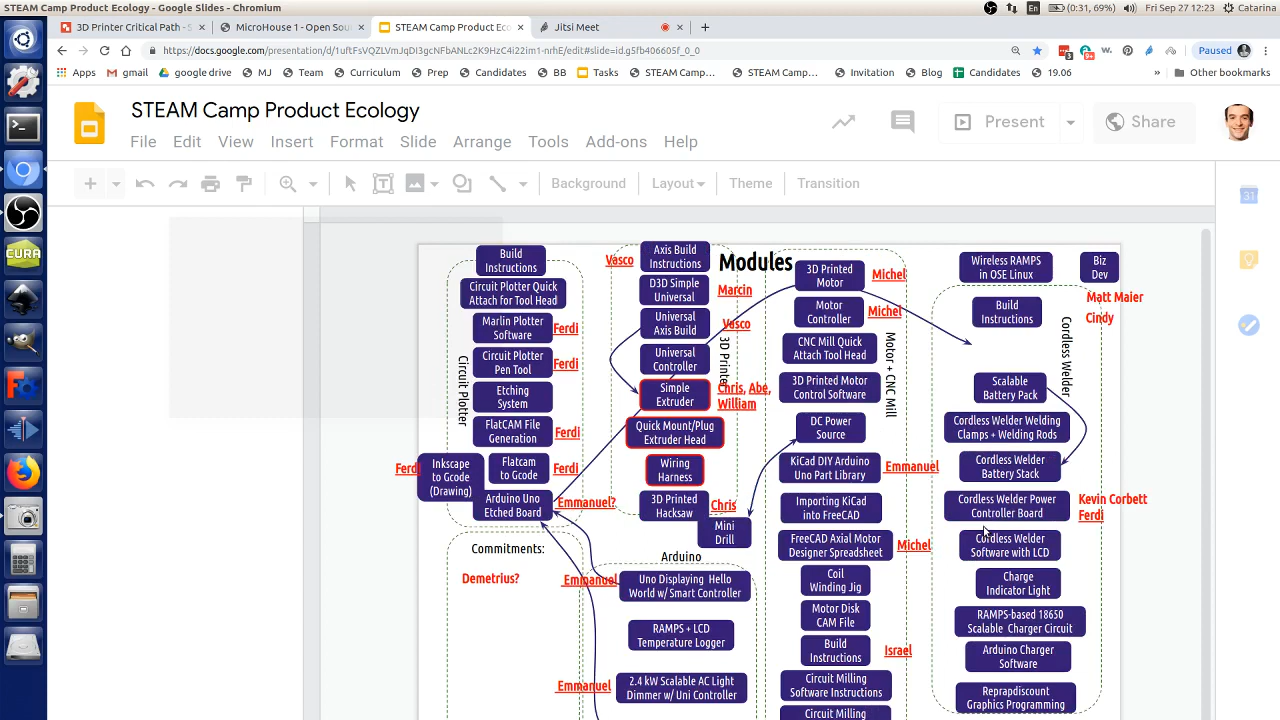 STEAM Camp Product Ecology - Google Slides - Chromium
En
(0:31, 69%)
Fri Sep 27 12:23
Catarina
3D Printer Critical Path - S
MicroHouse 1 - Open Sou
STEAM Camp Product Eco
Jitsi Meet
https://docs.google.com/presentation/d/1uftFsVQZLVmJqDI3gcNFbANLc2K9HzC4i22im1-nrhE/edit#slide=id.g5fb406605f_0_0
Paused
Apps
gmail
google drive
MJ
Team
Curriculum
Prep
Candidates
BB
Tasks
STEAM Camp...
STEAM Camp...
Invitation
Blog
Candidates
19.06
»
Other bookmarks
STEAM Camp Product Ecology
File
Edit
View
Insert
Format
Slide
Arrange
Tools
Add-ons
Help
Present
Share
Background
Layout
Theme
Transition
31
Modules
Build
Instructions
Circuit Plotter Quick
Attach for Tool Head
Marlin Plotter
Software
Ferdi
Circuit Plotter
Pen Tool
Ferdi
Etching
System
FlatCAM File
Generation
Ferdi
Circuit Plotter
Ferdi
Inkscape
to Gcode
(Drawing)
Flatcam
to Gcode
Ferdi
Arduino Uno
Etched Board
Emmanuel?
Commitments:
Demetrius?
Vasco
Axis Build
Instructions
D3D Simple
Universal
Marcin
Universal
Axis Build
Vasco
Universal
Controller
3D Printer
Simple
Extruder
Chris, Abe,
William
Quick Mount/Plug
Extruder Head
Wiring
Harness
3D Printed
Hacksaw
Chris
Mini
Drill
Arduino
Emmanuel
Uno Displaying Hello
World w/ Smart Controller
RAMPS + LCD
Temperature Logger
Emmanuel
2.4 kW Scalable AC Light
Dimmer w/ Uni Controller
3D Printed
Motor
Michel
Motor
Controller
Michel
CNC Mill Quick
Attach Tool Head
3D Printed Motor
Control Software
Motor + CNC Mill
DC Power
Source
KiCad DIY Arduino
Uno Part Library
Emmanuel
Importing KiCad
into FreeCAD
FreeCAD Axial Motor
Designer Spreadsheet
Michel
Coil
Winding Jig
Motor Disk
CAM File
Build
Instructions
Israel
Circuit Milling
Software Instructions
Circuit Milling
Wireless RAMPS
in OSE Linux
Biz
Dev
Matt Maier
Cindy
Build
Instructions
Cordless Welder
Scalable
Battery Pack
Cordless Welder Welding
Clamps + Welding Rods
Cordless Welder
Battery Stack
Cordless Welder Power
Controller Board
Kevin Corbett
Ferdi
Cordless Welder
Software with LCD
Charge
Indicator Light
RAMPS-based 18650
Scalable Charger Circuit
Arduino Charger
Software
Reprapdiscount
Graphics Programming